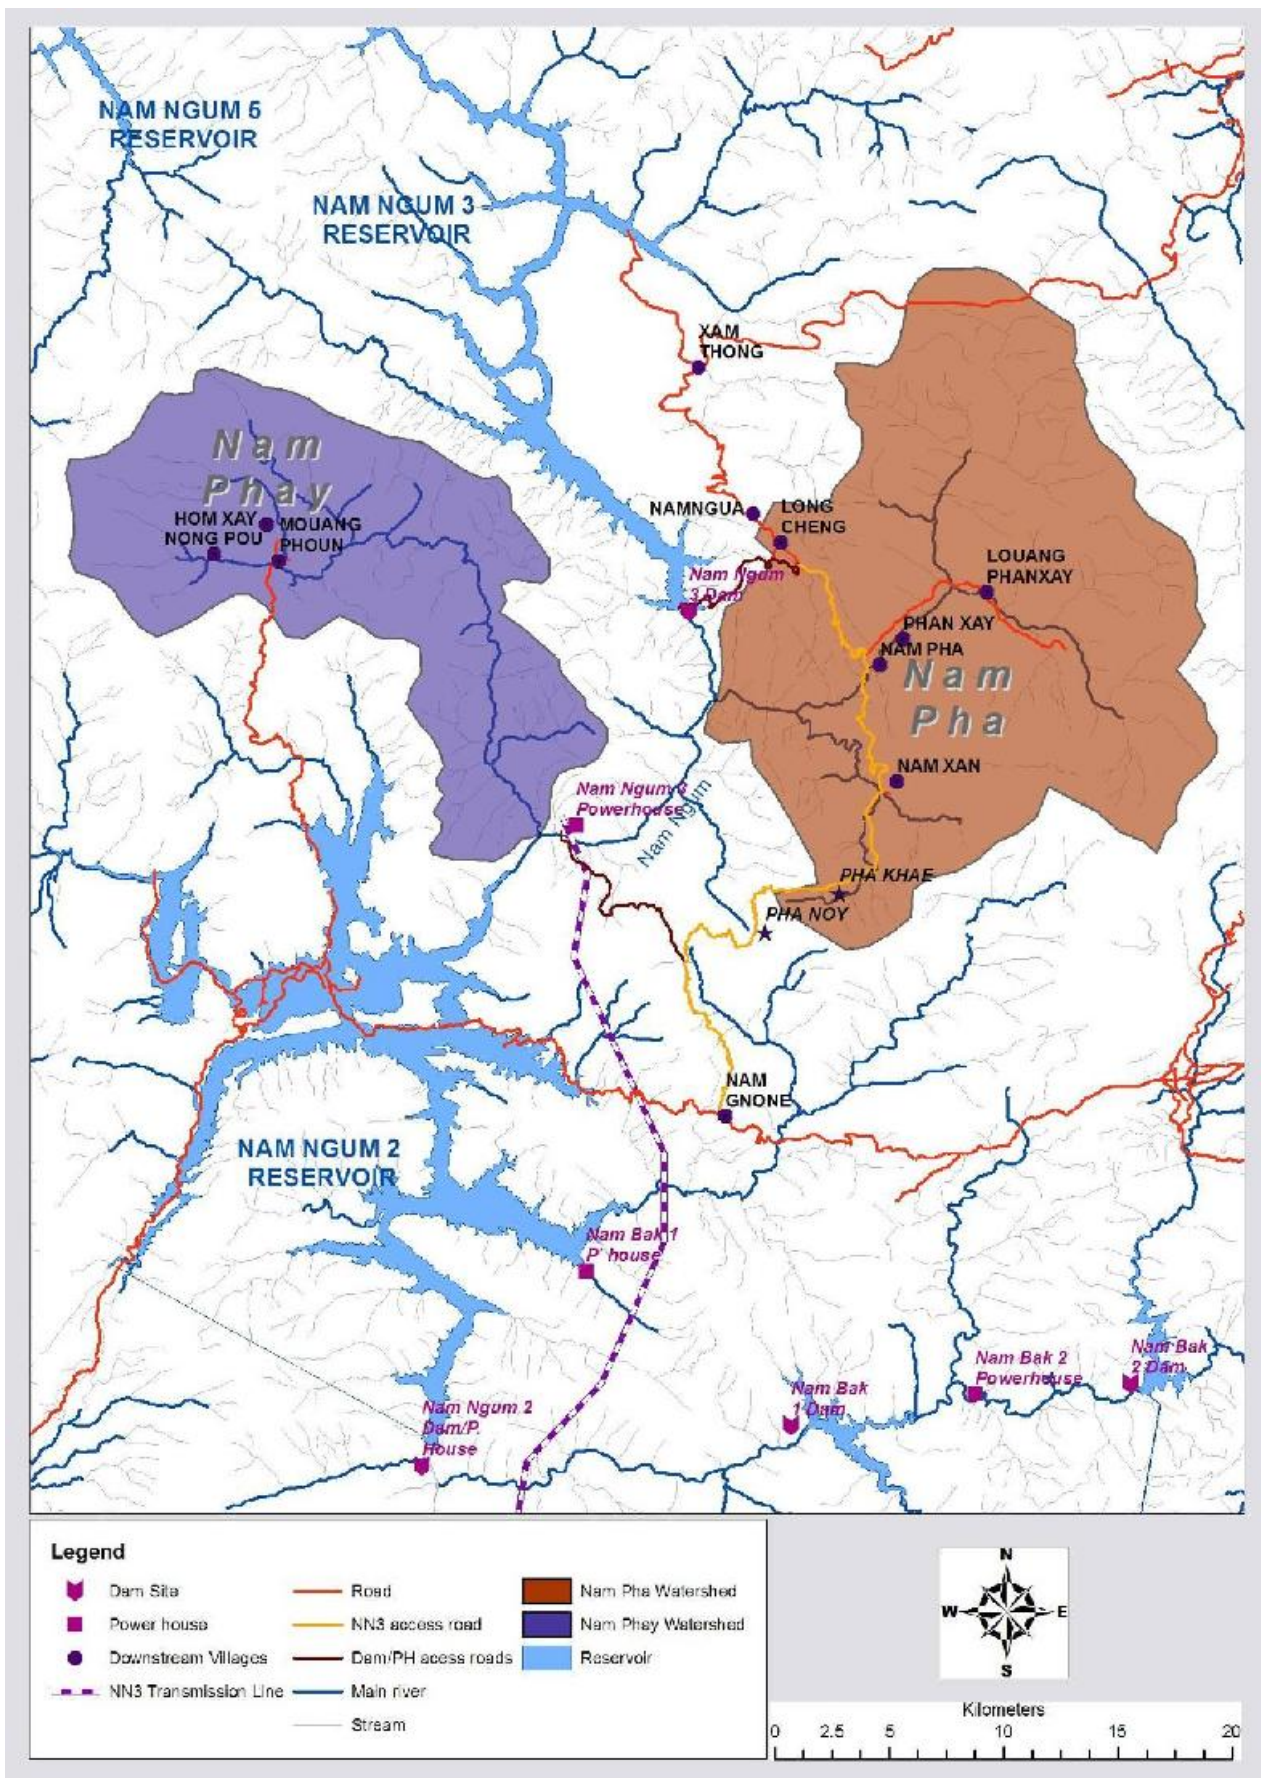 NAM NGUM 5
RESERVOIR
NAM NGUM 3
RESERVOIR
XAM
THONG
Nam
Phay
HOM XAY
NONG POU
MOUANG
PHOUN
NAMNGUA
LONG
CHENG
LOUANG
PHANXAY
Nam Ngum
3 Dam
PHAN XAY
NAM PHA
Nam
Pha
NAM XAN
Nam Ngum 3
Powerhouse
Nam Ngum
PHA KHAE
PHA NOY
NAM
GNONE
NAM NGUM 2
RESERVOIR
Nam Bak 1
P' house
Nam Bak
2 Dam
Nam Bak 2
Powerhouse
Nam Bak
1 Dam
Nam Ngum 2
Dam/P.
House
Legend
Dam Site
Power house
Downstream Villages
NN3 Transmission Line
Road
NN3 access road
Dam/PH acess roads
Main river
Stream
Nam Pha Watershed
Nam Phay Watershed
Reservoir
N
W E
S
Kilometers
0 2.5 5 10 15 20